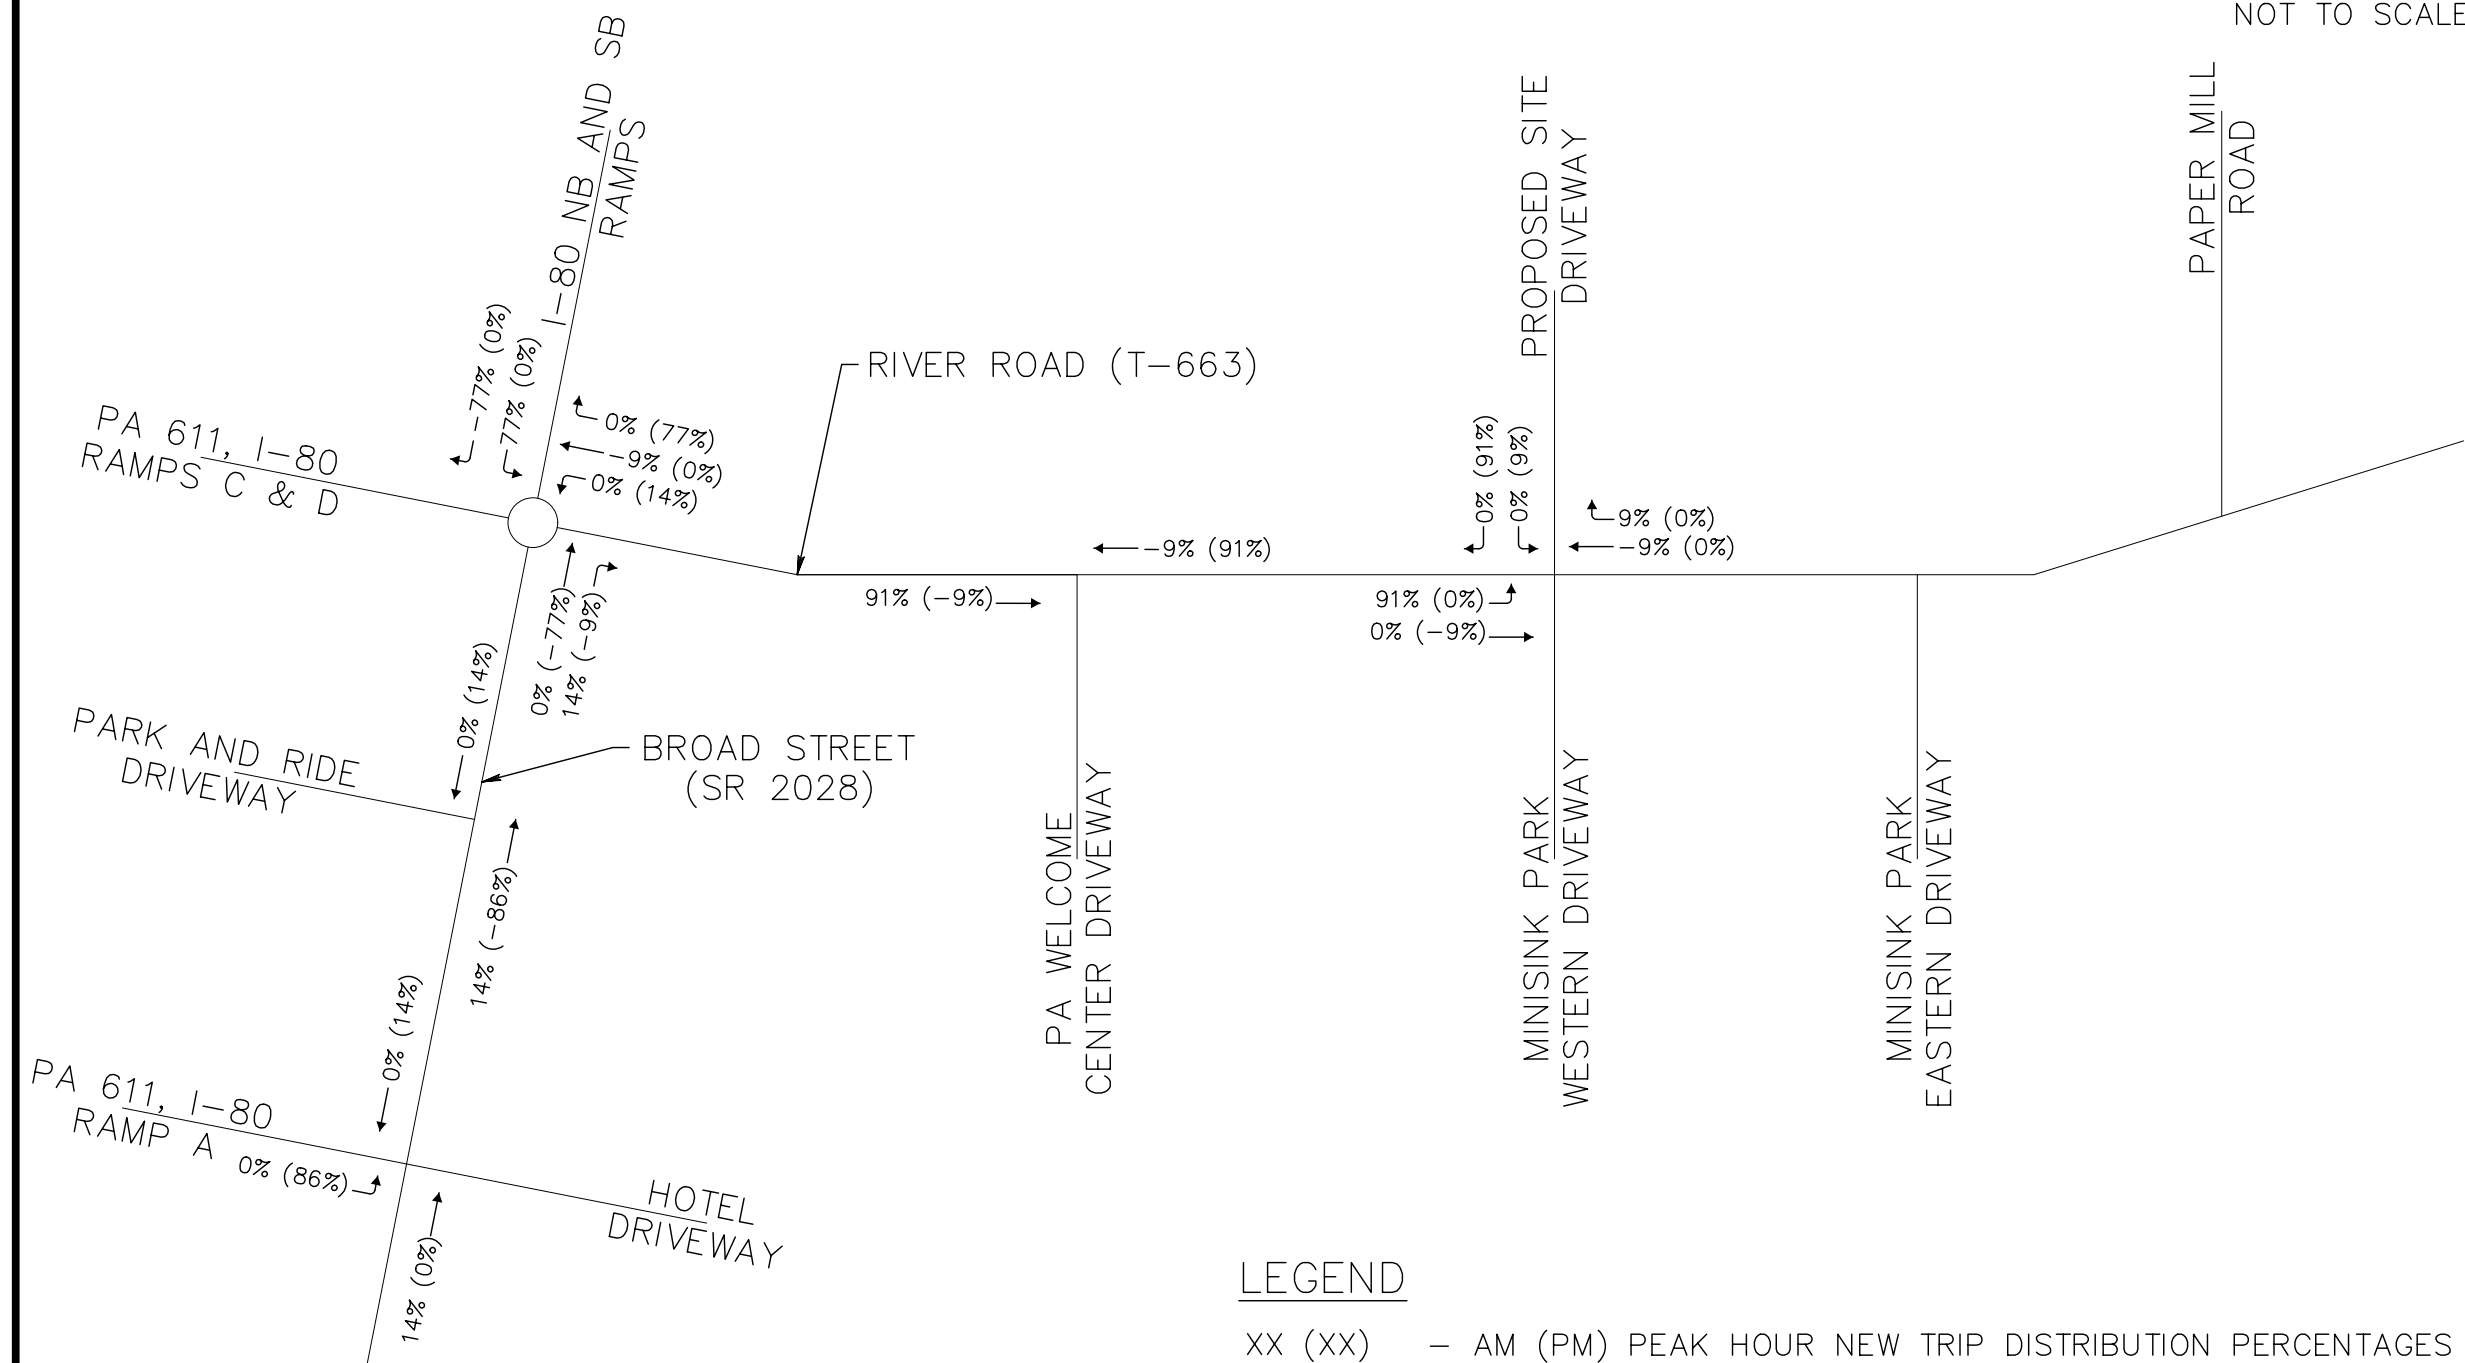 NOT TO SCALE
I-80 NB AND SB
RAMPS
PROPOSED SITE
DRIVEWAY
PAPER MILL
ROAD
-77% (0%)
77% (0%)
0% (77%)
-9% (0%)
0% (14%)
PA 611, I-80
RAMPS C & D
RIVER ROAD (T-663)
0% (91%)
0% (9%)
9% (0%)
-9% (0%)
-9% (91%)
91% (-9%)
91% (0%)
0% (-9%)
0% (-77%)
14% (-9%)
0% (14%)
PARK AND RIDE
DRIVEWAY
BROAD STREET
(SR 2028)
14% (-86%)
0% (14%)
PA WELCOME
CENTER DRIVEWAY
MINISINK PARK
WESTERN DRIVEWAY
MINISINK PARK
EASTERN DRIVEWAY
PA 611, I-80
RAMP A
0% (86%)
HOTEL
DRIVEWAY
14% (0%)
LEGEND
XX (XX) - AM (PM) PEAK HOUR NEW TRIP DISTRIBUTION PERCENTAGES